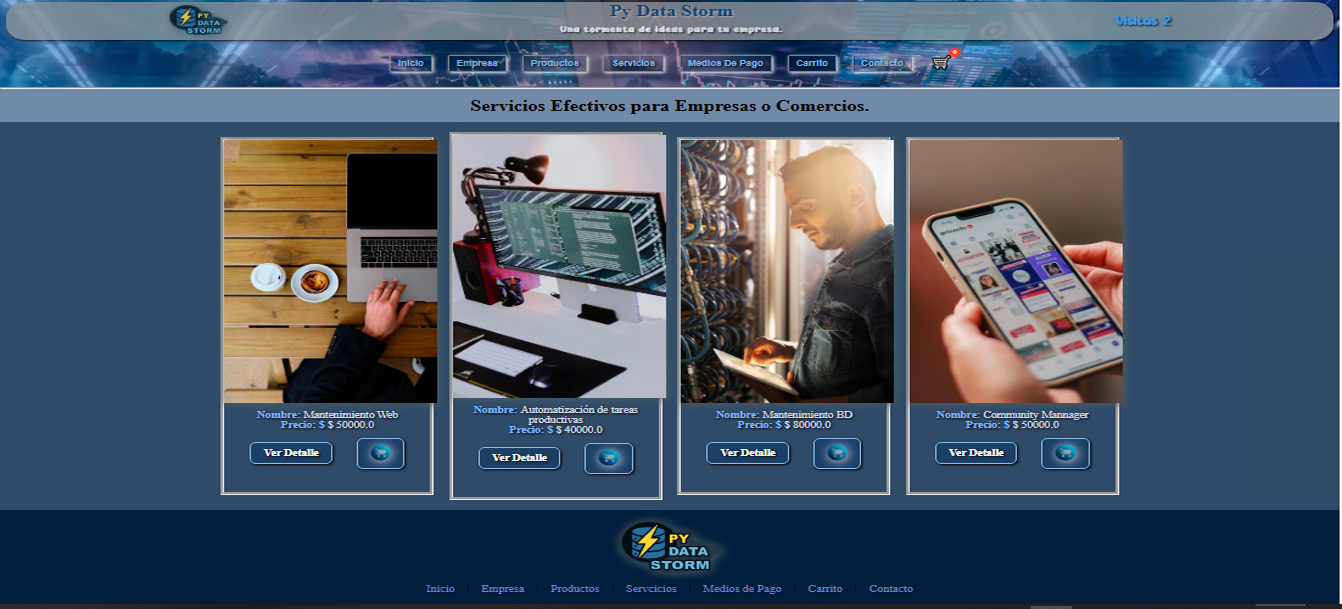 PY
DATA
STORM
Py Data Storm
Una tormenta de ideas para tu empresa.
Visitas 2
Inicio Empresa Productos Servicios Medios De Pago Carrito Contacto
Servicios Efectivos para Empresas o Comercios.
Nombre: Mantenimiento Web
Precio: $ $ 50000.0
Ver Detalle
Nombre: Automatización de tareas
productivas
Precio: $ $ 40000.0
Ver Detalle
Nombre: Mantenimiento BD
Precio: $ $ 80000.0
Ver Detalle
Nombre: Community Mannager
Precio: $ $ 50000.0
Ver Detalle
PY
DATA
STORM
Inicio Empresa Productos Servcicios Medios de Pago Carrito Contacto